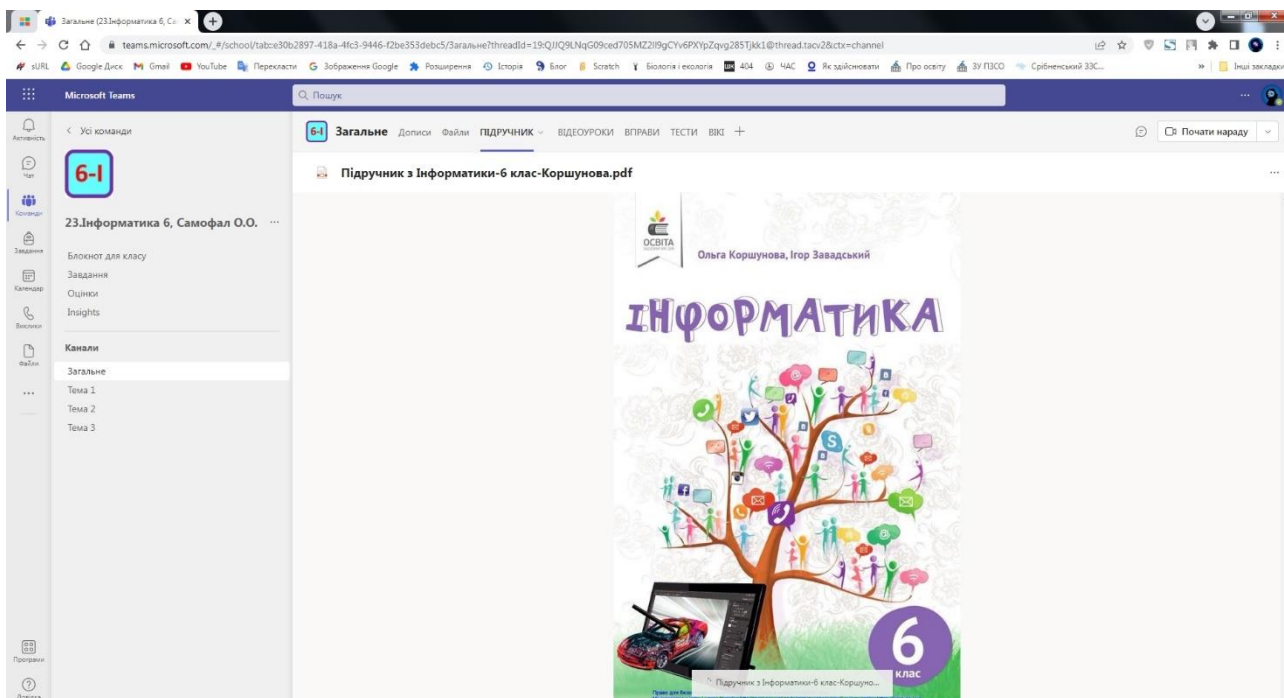 Загальне (23.Інформатика 6, Са
teams.microsoft.com/_#/school/tab::e30b2897-418a-4fc3-9446-f2be353debc5/Загальне?threadId=19:QJJQ9LNqG09ced705MZ2II9gCYv6PXYpZqvg285Tjkk1@thread.tacv2&ctx=channel
sURL Google Диск Gmail YouTube Перекласти Зображення Google Розширення Історія Блог Scratch Біологія і екологія 404 ЧАС Як здійснювати Про освіту ЗУ ПЗСО Срібненський ЗЗС... » Інші закладки
Microsoft Teams
Пошук
Активність
Чат
Команди
Завдання
Календар
Виклики
Файли
Програми
Довідка
Усі команди
6-І
23.Інформатика 6, Самофал О.О.
Блокнот для класу
Завдання
Оцінки
Insights
Канали
Загальне
Тема 1
Тема 2
Тема 3
6-І Загальне Дописи Файли ПІДРУЧНИК ВІДЕОУРОКИ ВПРАВИ ТЕСТИ ВІКІ
Почати нараду
Підручник з Інформатики-6 клас-Коршунова.pdf
ОСВІТА
Ольга Коршунова, Ігор Завадський
ІНФОРМАТИКА
6
клас
Підручник з Інформатики-6 клас-Коршуно...